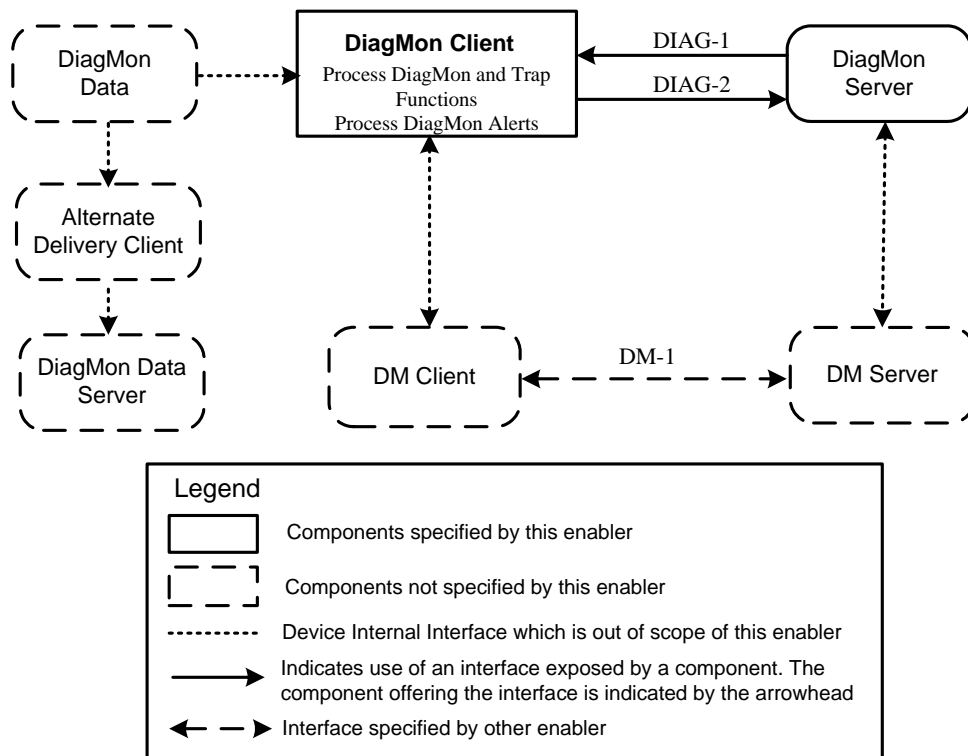 DiagMon
Data
DiagMon Client
Process DiagMon and Trap
Functions
Process DiagMon Alerts
DIAG-1
DIAG-2
DiagMon
Server
Alternate
Delivery Client
DiagMon Data
Server
DM Client
DM-1
DM Server
Legend
Components specified by this enabler
Components not specified by this enabler
Device Internal Interface which is out of scope of this enabler
Indicates use of an interface exposed by a component. The
component offering the interface is indicated by the arrowhead
Interface specified by other enabler